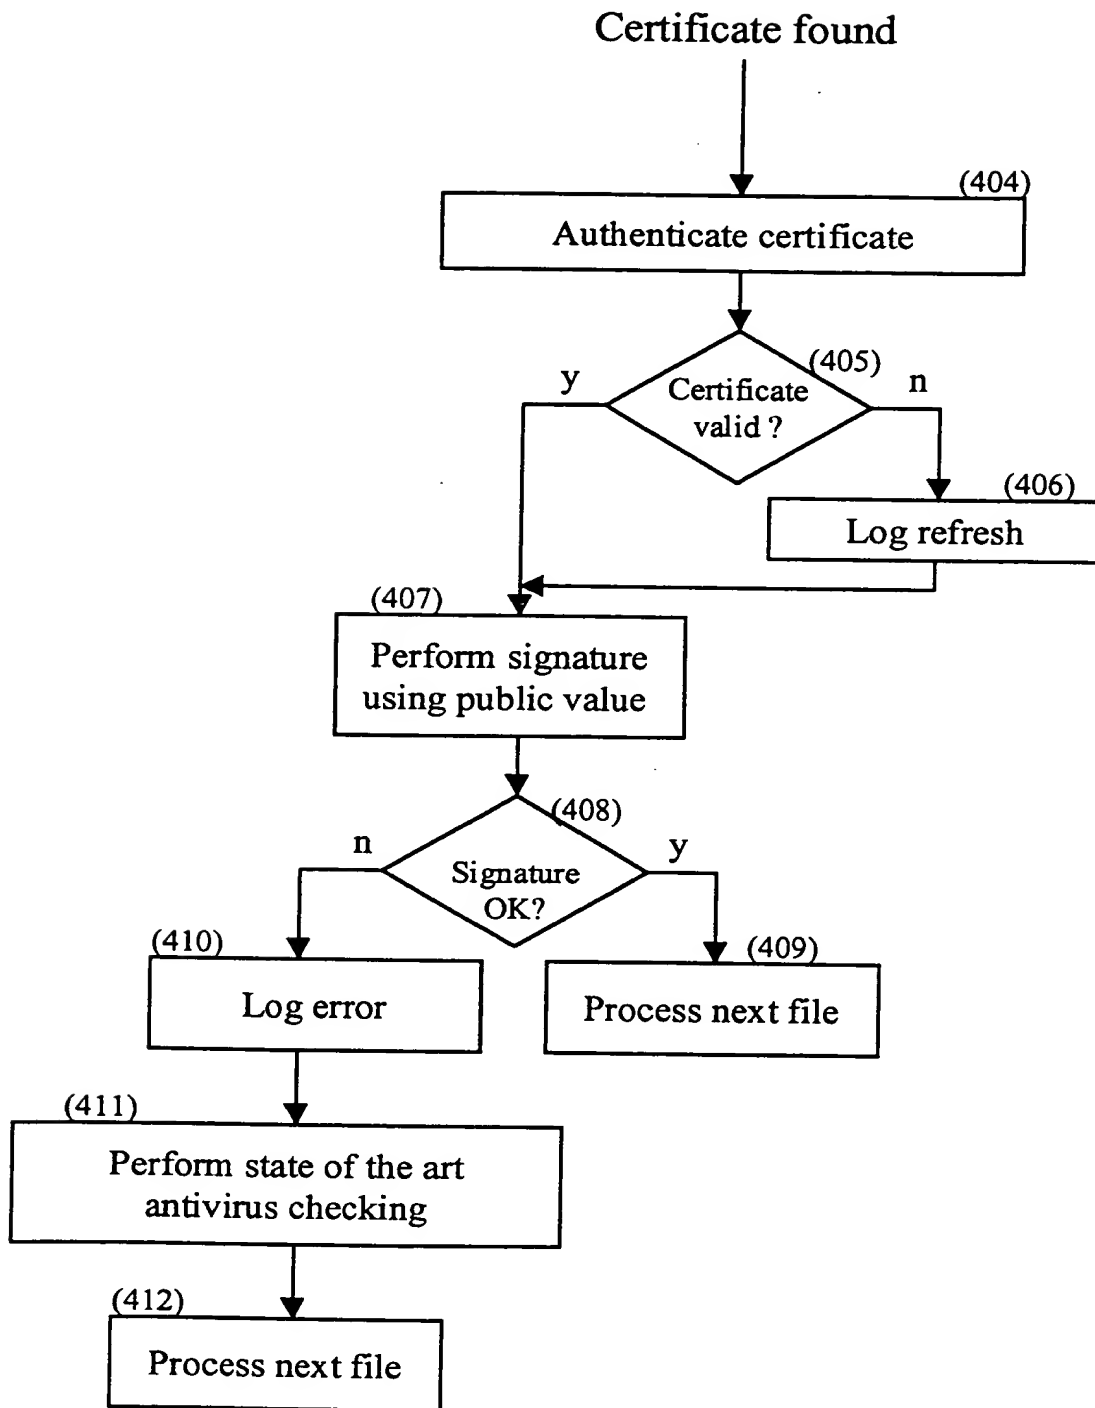 Certificate found
(404)
Authenticate certificate
(405)
y
n
Certificate
valid ?
(406)
Log refresh
(407)
Perform signature
using public value
(408)
n
y
Signature
OK?
(410)
(409)
Log error
Process next file
(411)
Perform state of the art
antivirus checking
(412)
Process next file